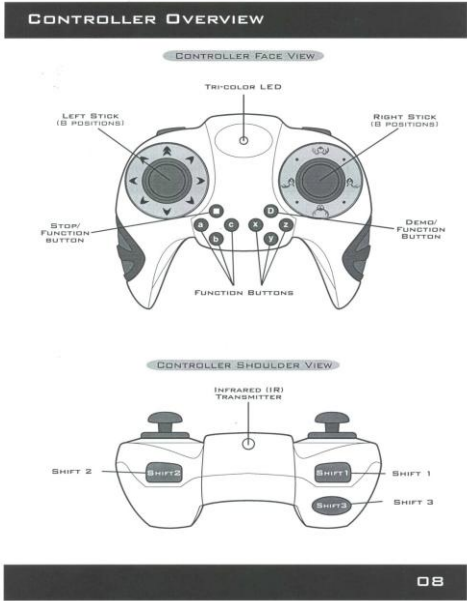 CONTROLLER OVERVIEW
CONTROLLER FACE VIEW
TRI-COLOR LED
LEFT STICK
(8 POSITIONS)
RIGHT STICK
(8 POSITIONS)
STOP/
FUNCTION
BUTTON
D
a
c
x
z
b
y
DEMO/
FUNCTION
BUTTON
FUNCTION BUTTONS
CONTROLLER SHOULDER VIEW
INFRARED (IR)
TRANSMITTER
SHIFT 2
SHIFT2
SHIFT1
SHIFT 1
SHIFT3
SHIFT 3
08